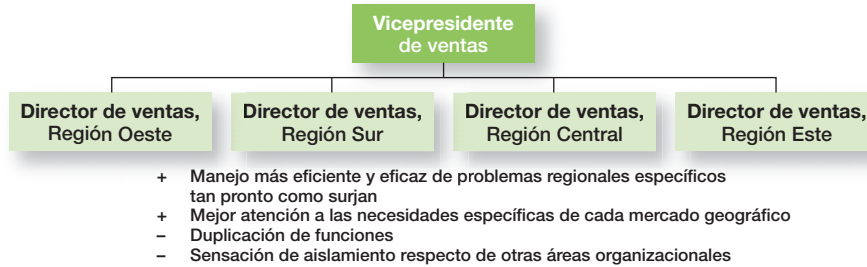 Vicepresidente
de ventas
Director de ventas,
Región Oeste
Director de ventas,
Región Sur
Director de ventas,
Región Central
Director de ventas,
Región Este
+ Manejo más eficiente y eficaz de problemas regionales específicos
tan pronto como surjan
+ Mejor atención a las necesidades específicas de cada mercado geográfico
– Duplicación de funciones
– Sensación de aislamiento respecto de otras áreas organizacionales